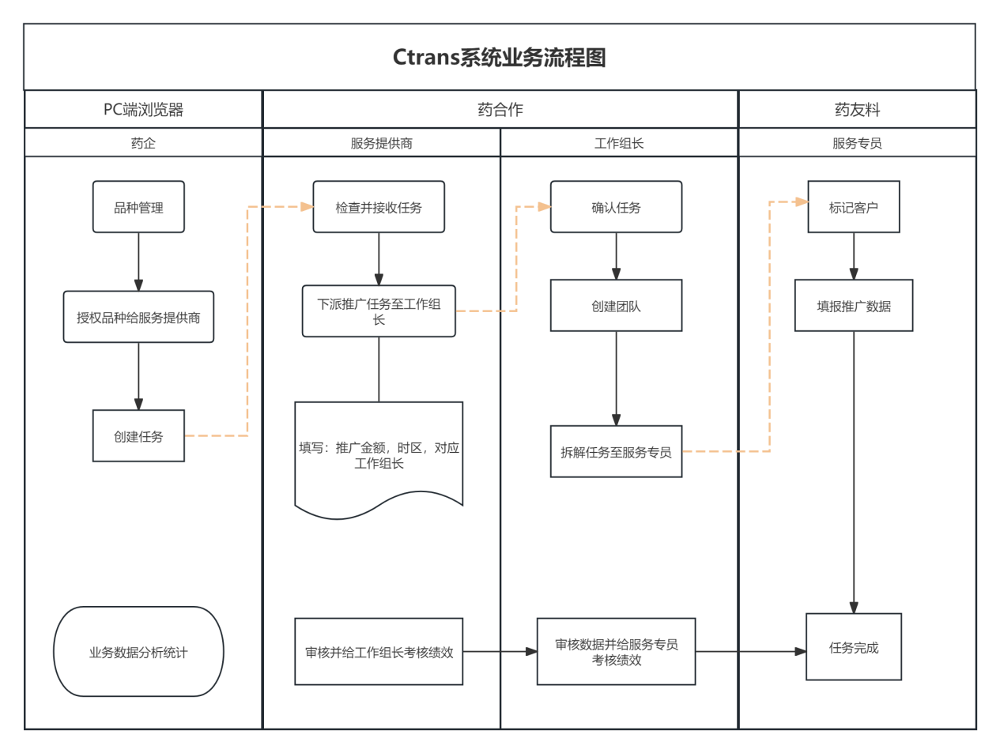 Ctrans系统业务流程图
PC端浏览器
药合作
药友料
药企
服务提供商
工作组长
服务专员
品种管理
授权品种给服务提供商
创建任务
业务数据分析统计
检查并接收任务
下派推广任务至工作组
长
填写：推广金额，时区，对应
工作组长
审核并给工作组长考核绩效
确认任务
创建团队
拆解任务至服务专员
审核数据并给服务专员
考核绩效
标记客户
填报推广数据
任务完成